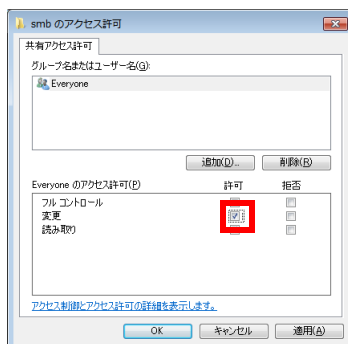 smb のアクセス許可
共有アクセス許可
グループ名またはユーザー名(G):
Everyone
追加(D)... 削除(R)
Everyone のアクセス許可(P) 許可 拒否
フル コントロール
変更
読み取り
アクセス制御とアクセス許可の詳細を表示します。
OK キャンセル 適用(A)